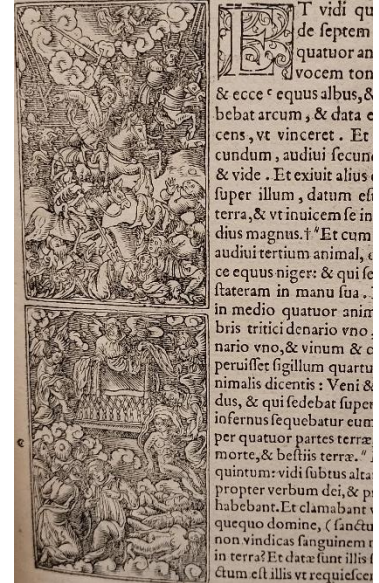 ET vidi qu
de septem
quatuor an
vocem ton
& ecce c equus albus, &
bebat arcum, & data e
cens, vt vinceret. Et
cundum, audiui secund
& vide. Et exiuit alius
super illum, datum est
terra, & vt inuicem se in
dius magnus.† Et cum
audiui tertium animal,
ce equus niger: & qui se
stateram in manu sua.
in medio quatuor anim
bris tritici denario vno,
nario vno, & vinum & o
peruisset sigillum quartu
nimalis dicentis: Veni &
dus, & qui sedebat super
infernus sequebatur eum
per quatuor partes terræ
morte, & bestiis terræ.
quintum: vidi subtus alta
propter verbum dei, & p
habebant. Et clamabant v
quequo domine, (sanctu
non vindicas sanguinem n
in terra? Et datæ sunt illis s
ctum est illis vt requiescer